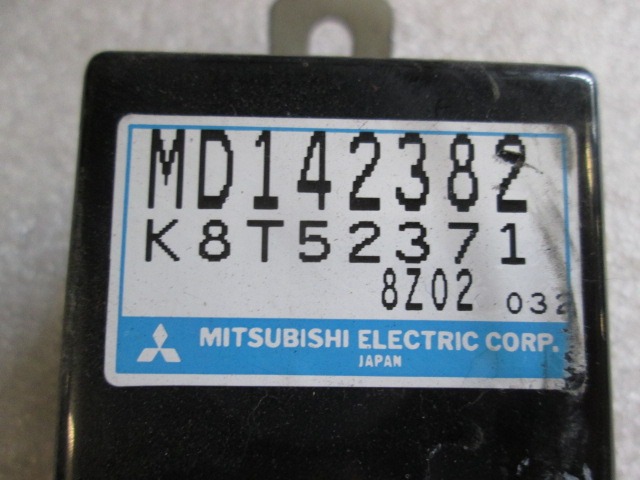 MD142382
K8T52371
8Z02 032
MITSUBISHI ELECTRIC CORP.
JAPAN